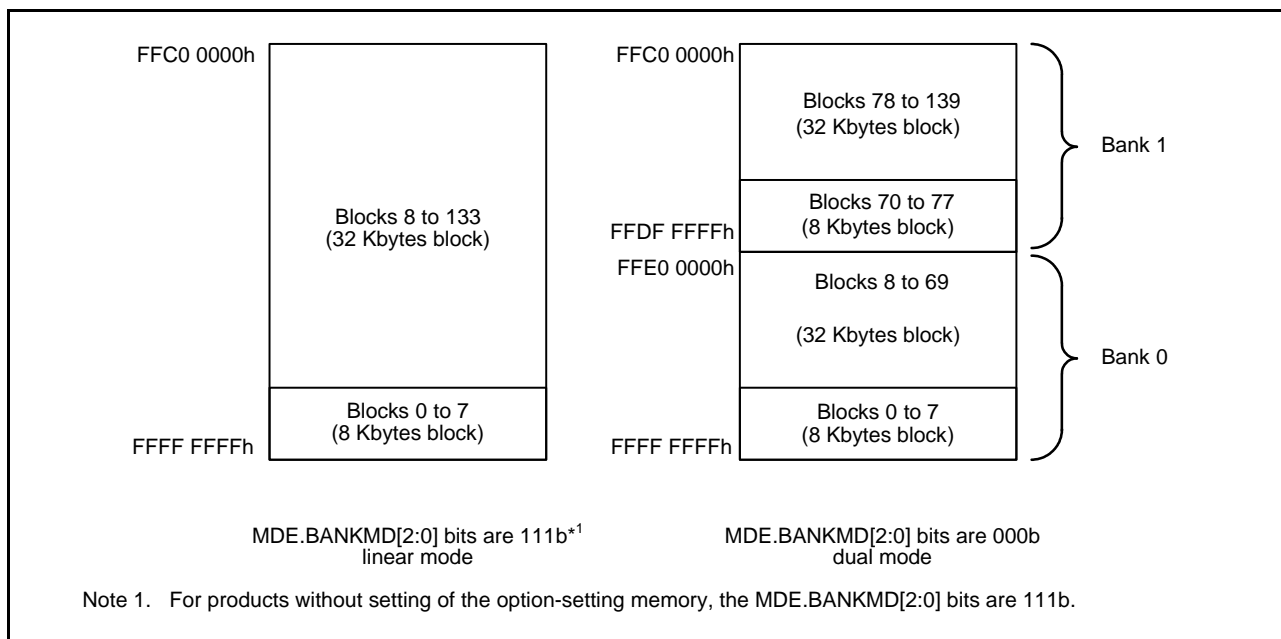 FFC0 0000h
Blocks 8 to 133
(32 Kbytes block)
Blocks 0 to 7
(8 Kbytes block)
FFFF FFFFh
MDE.BANKMD[2:0] bits are 111b*1
linear mode
FFC0 0000h
Blocks 78 to 139
(32 Kbytes block)
Bank 1
Blocks 70 to 77
(8 Kbytes block)
FFDF FFFFh
FFE0 0000h
Blocks 8 to 69
(32 Kbytes block)
Bank 0
Blocks 0 to 7
(8 Kbytes block)
FFFF FFFFh
MDE.BANKMD[2:0] bits are 000b
dual mode
Note 1. For products without setting of the option-setting memory, the MDE.BANKMD[2:0] bits are 111b.